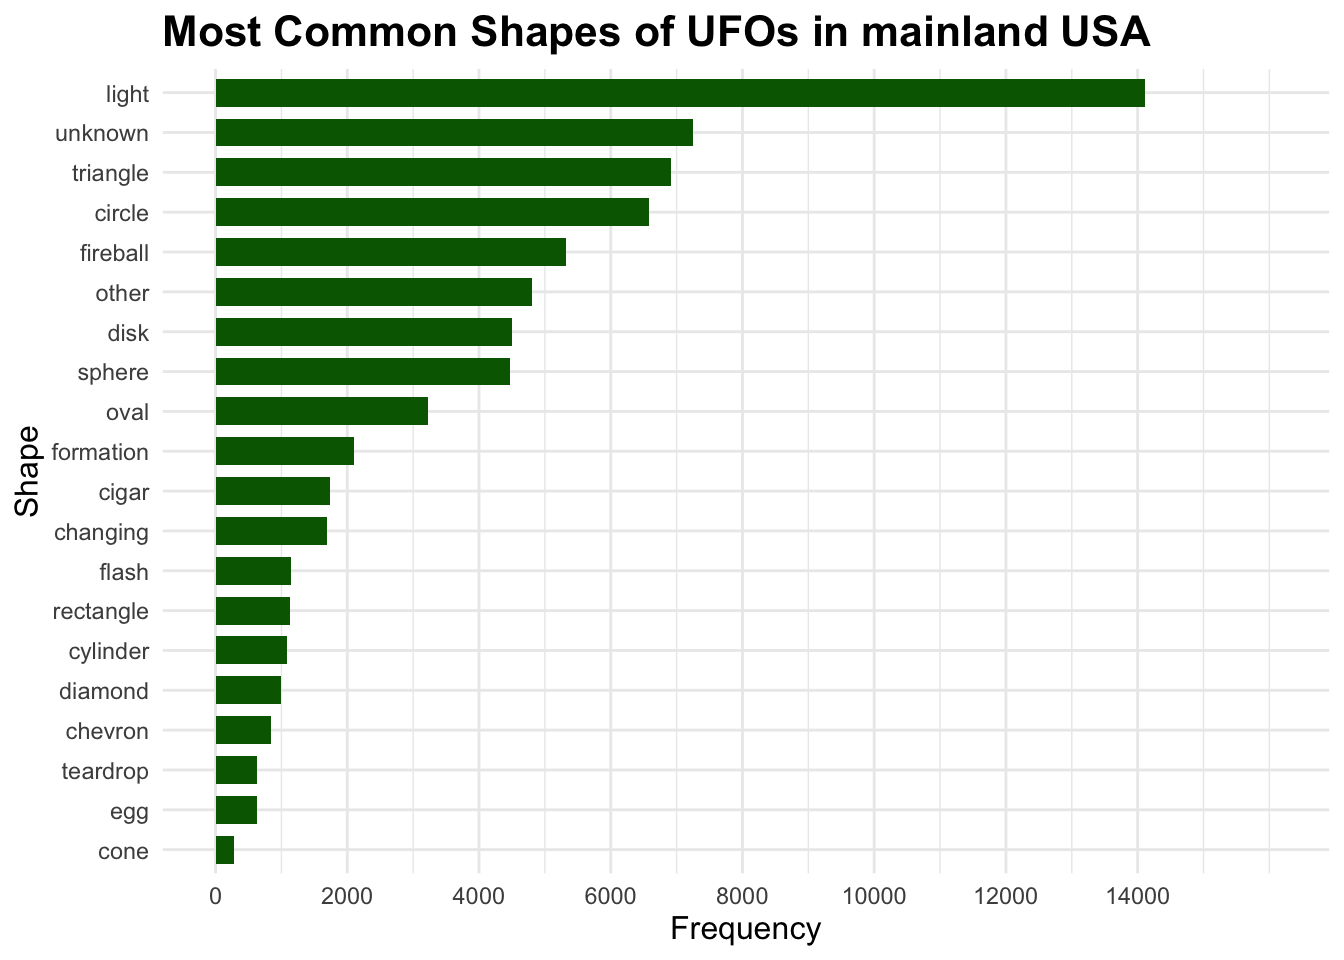 Most Common Shapes of UFOs in mainland USA
light
unknown
triangle
circle
fireball
other
disk
sphere
oval
formation
cigar
changing
flash
rectangle
cylinder
diamond
chevron
teardrop
egg
cone
Shape
0 2000 4000 6000 8000 10000 12000 14000
Frequency